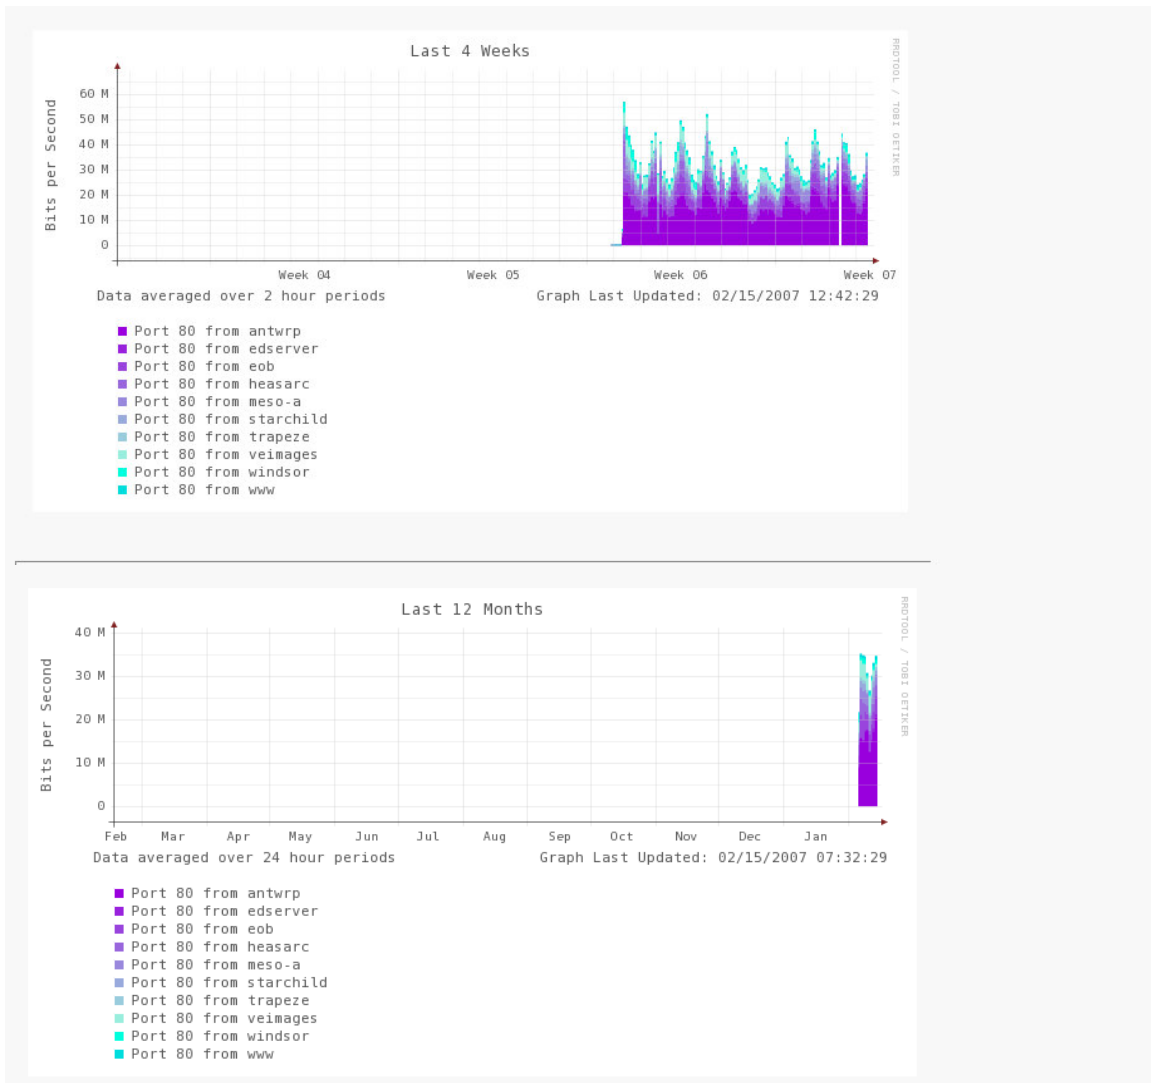 Last 4 Weeks
RRDTOOL / TOBI OETIKER
Bits per Second
60 M
50 M
40 M
30 M
20 M
10 M
0
Week 04 Week 05 Week 06 Week 07
Data averaged over 2 hour periods Graph Last Updated: 02/15/2007 12:42:29
Port 80 from antwrp
Port 80 from edserver
Port 80 from eob
Port 80 from heasarc
Port 80 from meso-a
Port 80 from starchild
Port 80 from trapeze
Port 80 from veimages
Port 80 from windsor
Port 80 from www
Last 12 Months
RRDTOOL / TOBI OETIKER
Bits per Second
40 M
30 M
20 M
10 M
0
Feb Mar Apr May Jun Jul Aug Sep Oct Nov Dec Jan
Data averaged over 24 hour periods Graph Last Updated: 02/15/2007 07:32:29
Port 80 from antwrp
Port 80 from edserver
Port 80 from eob
Port 80 from heasarc
Port 80 from meso-a
Port 80 from starchild
Port 80 from trapeze
Port 80 from veimages
Port 80 from windsor
Port 80 from www